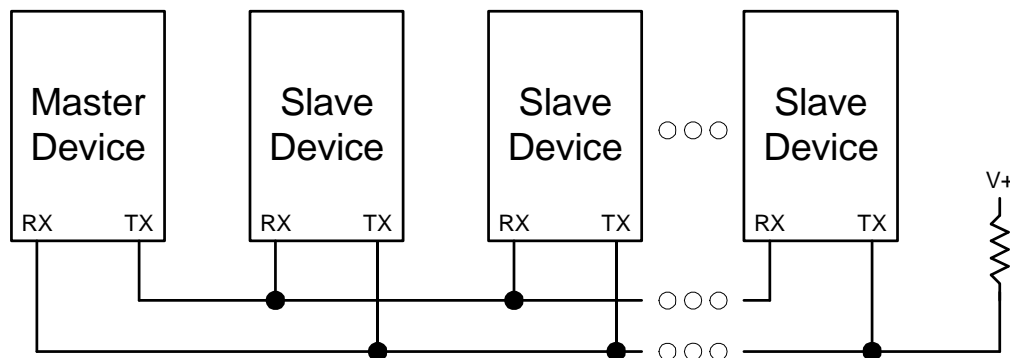 Master
Device
Slave
Device
Slave
Device
Slave
Device
RX TX
RX TX
RX TX
RX TX
V+